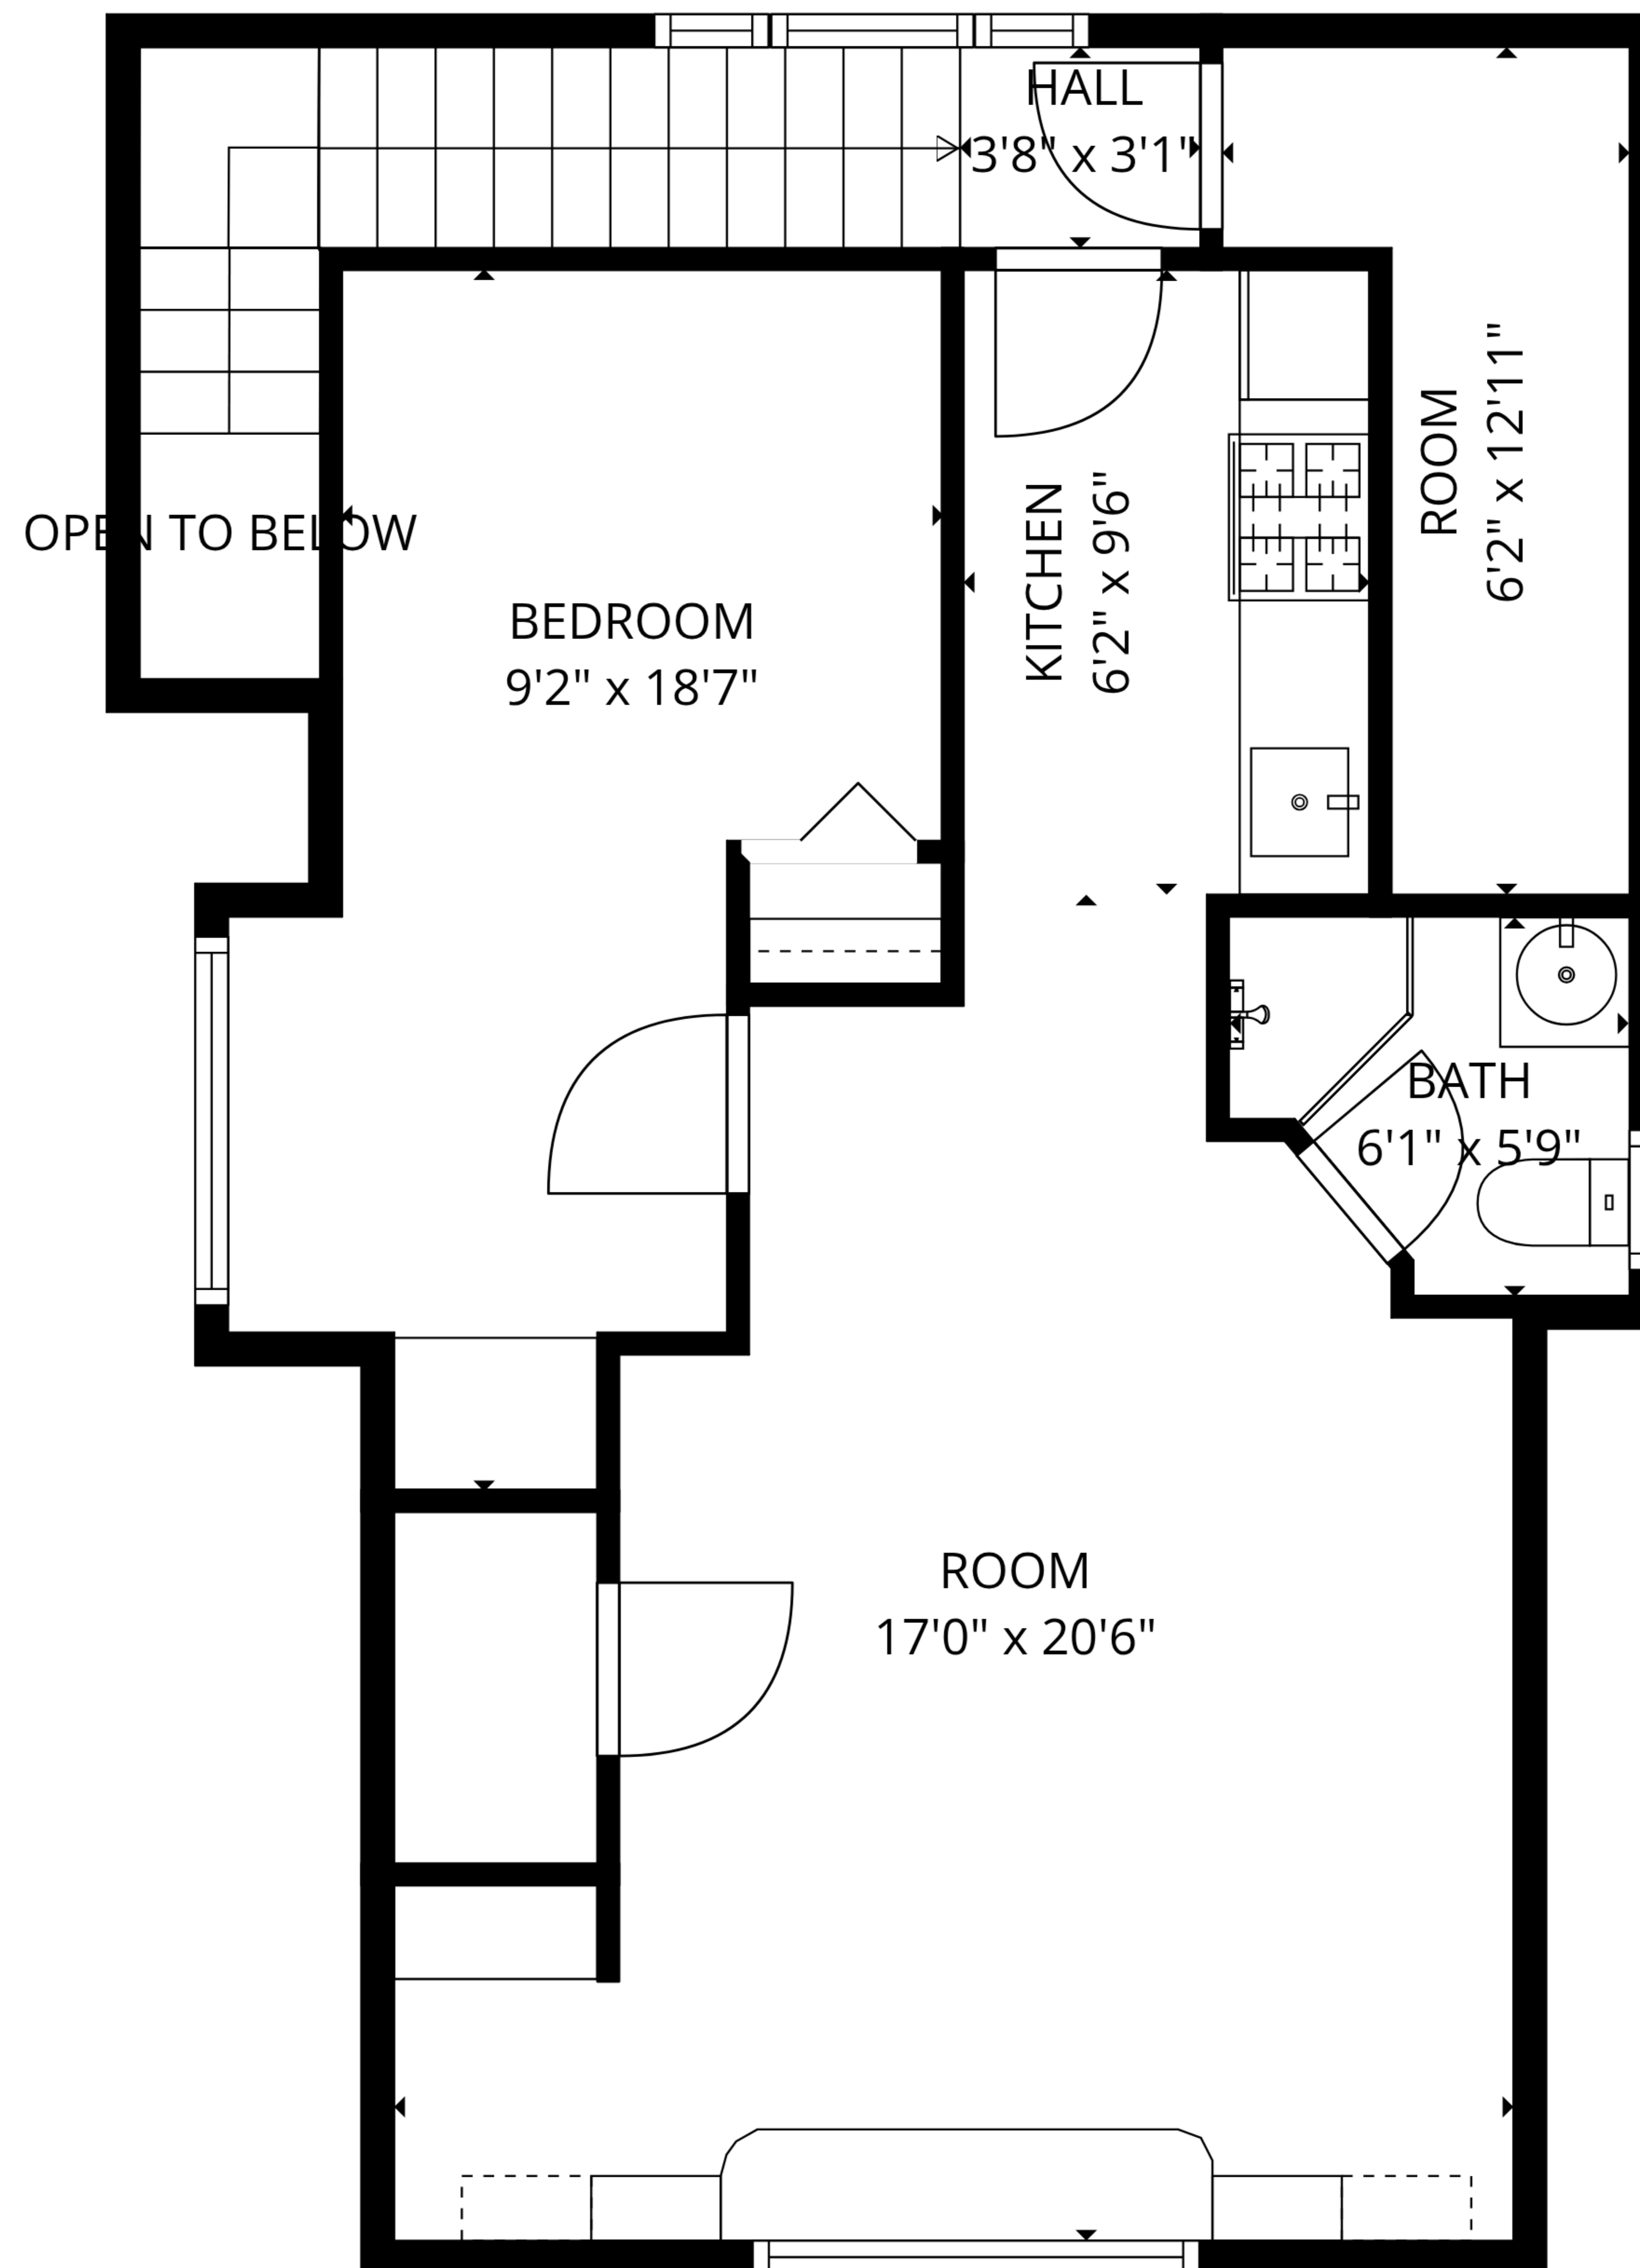 HALL
3'8" x 3'1"
ROOM
6'2" x 12'11"
KITCHEN
6'2" x 9'6"
OPEN TO BELOW
BEDROOM
9'2" x 18'7"
BATH
6'1" x 5'9"
ROOM
17'0" x 20'6"